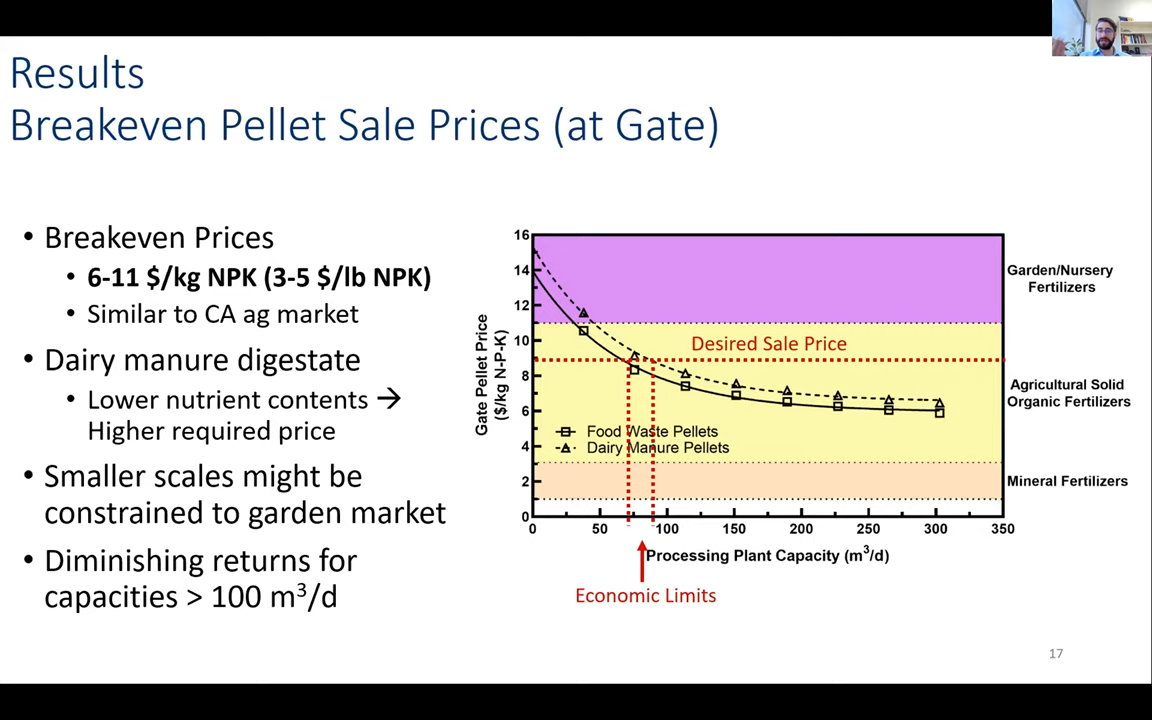 Results
Breakeven Pellet Sale Prices (at Gate)
• Breakeven Prices
• 6-11 $/kg NPK (3-5 $/lb NPK)
• Similar to CA ag market
• Dairy manure digestate
• Lower nutrient contents →
Higher required price
• Smaller scales might be
constrained to garden market
• Diminishing returns for
capacities > 100 m³/d
Gate Pellet Price
($/kg N-P-K)
16
14
12
10
8
6
4
2
0
Desired Sale Price
Food Waste Pellets
Dairy Manure Pellets
Garden/Nursery
Fertilizers
Agricultural Solid
Organic Fertilizers
Mineral Fertilizers
0 50 100 150 200 250 300 350
Processing Plant Capacity (m³/d)
Economic Limits
17